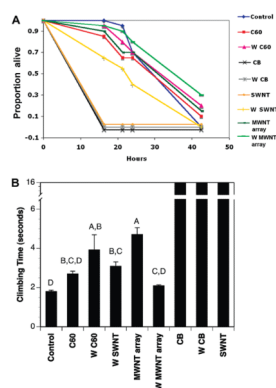 A
Proportion alive
0.9
0.7
0.5
0.3
0.1
-0.1
0 10 20 30 40 50
Hours
Control
C60
W C60
CB
W CB
SWNT
W SWNT
MWNT
array
W MWNT
array
B
Climbing Time (seconds)
16
6
4
2
0
D
B,C,D
A,B
B,C
A
C,D
Control
C60
W C60
W SWNT
MWNT array
W MWNT array
CB
W CB
SWNT